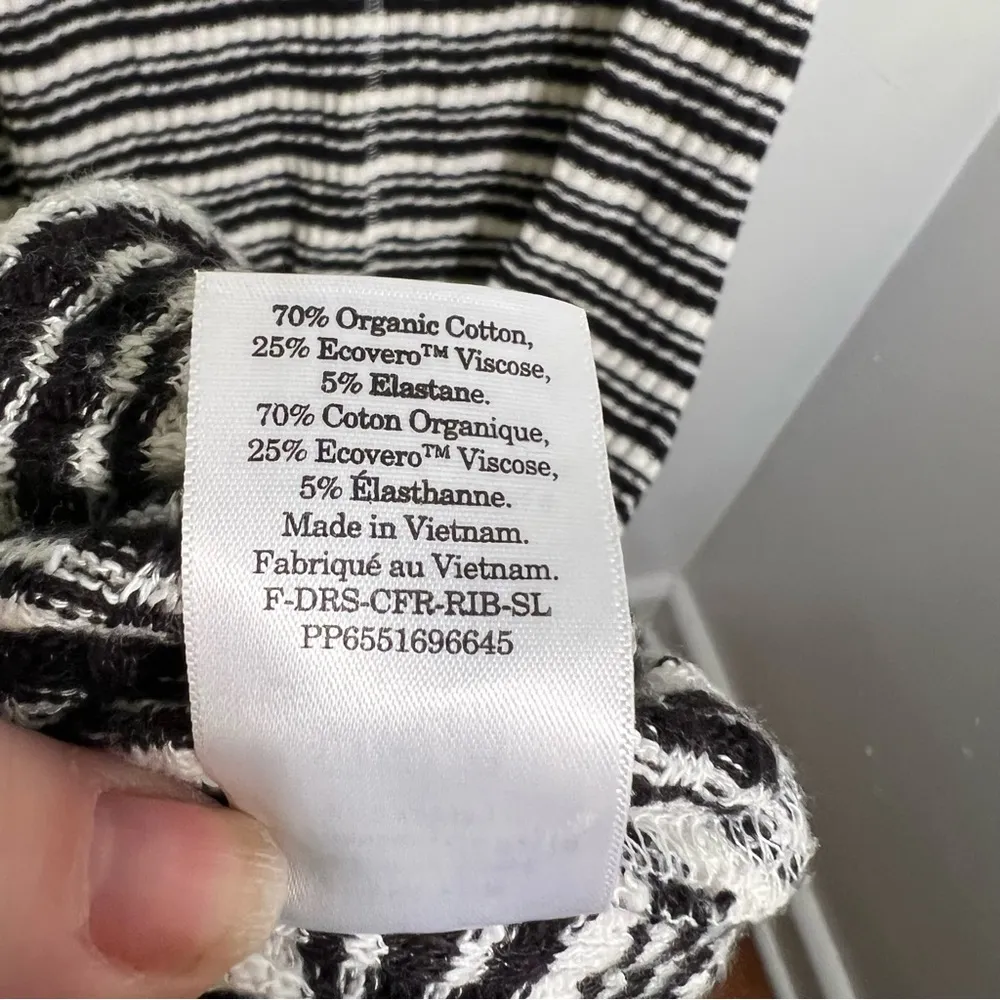 70% Organic Cotton,
25% Ecovero™ Viscose,
5% Elastane.
70% Coton Organique,
25% Ecovero™ Viscose,
5% Élasthanne.
Made in Vietnam.
Fabriqué au Vietnam.
F-DRS-CFR-RIB-SL
PP6551696645